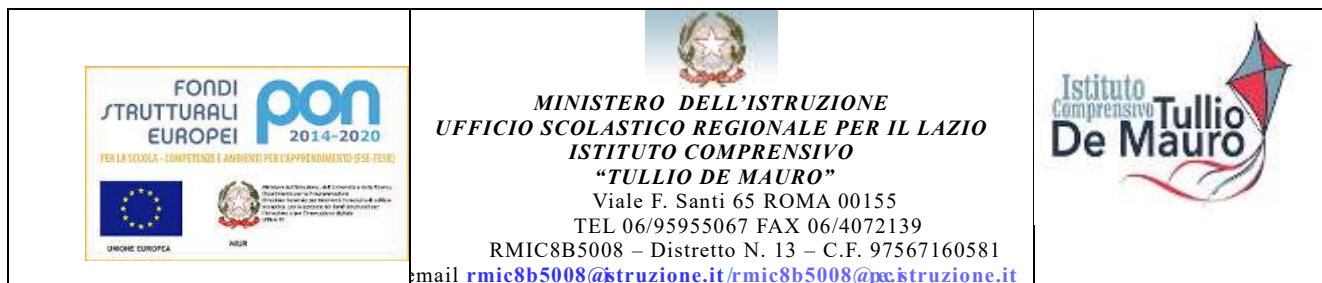 FONDI
STRUTTURALI
EUROPEI
pon
2014-2020
PER LA SCUOLA - COMPETENZE E AMBIENTI PER L'APPRENDIMENTO (FSE-FESR)
UNIONE EUROPEA
MIUR
MINISTERO DELL'ISTRUZIONE
UFFICIO SCOLASTICO REGIONALE PER IL LAZIO
ISTITUTO COMPRENSIVO
“TULLIO DE MAURO”
Viale F. Santi 65 ROMA 00155
TEL 06/95955067 FAX 06/4072139
RMIC8B5008 – Distretto N. 13 – C.F. 97567160581
email rmic8b5008@istruzione.it/rmic8b5008@pec.istruzione.it
Istituto
Comprensivo Tullio
De Mauro